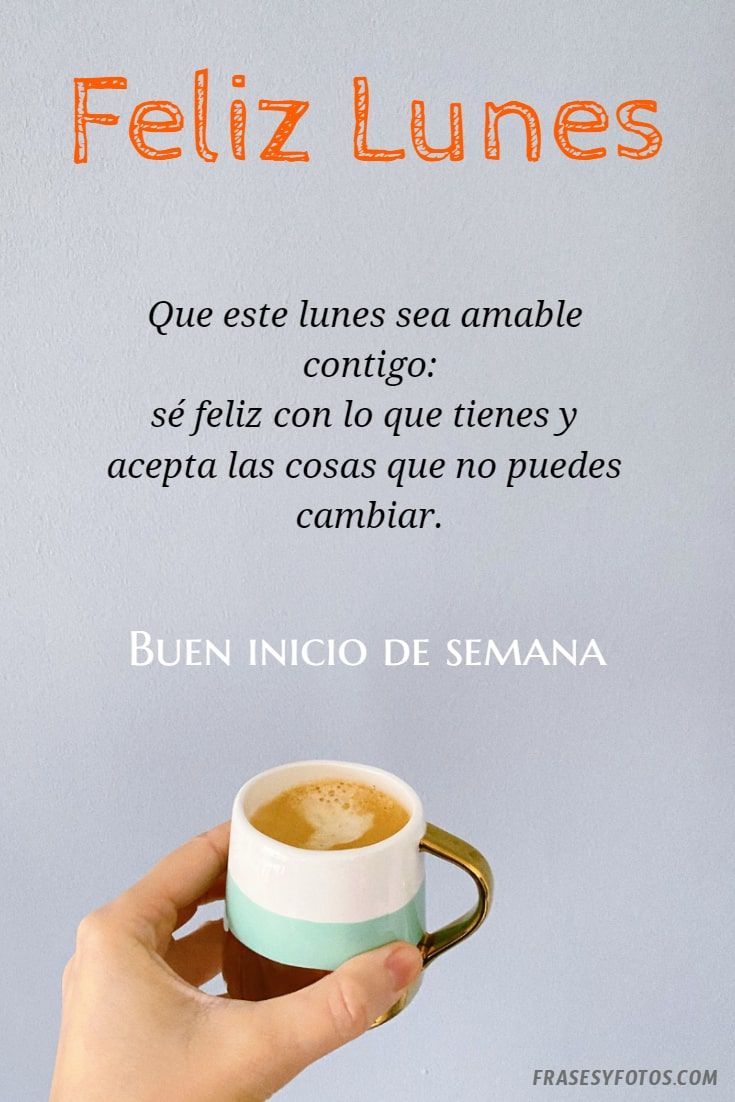 Feliz Lunes
Que este lunes sea amable
contigo:
sé feliz con lo que tienes y
acepta las cosas que no puedes
cambiar.
Buen inicio de semana
FRASESYFOTOS.COM